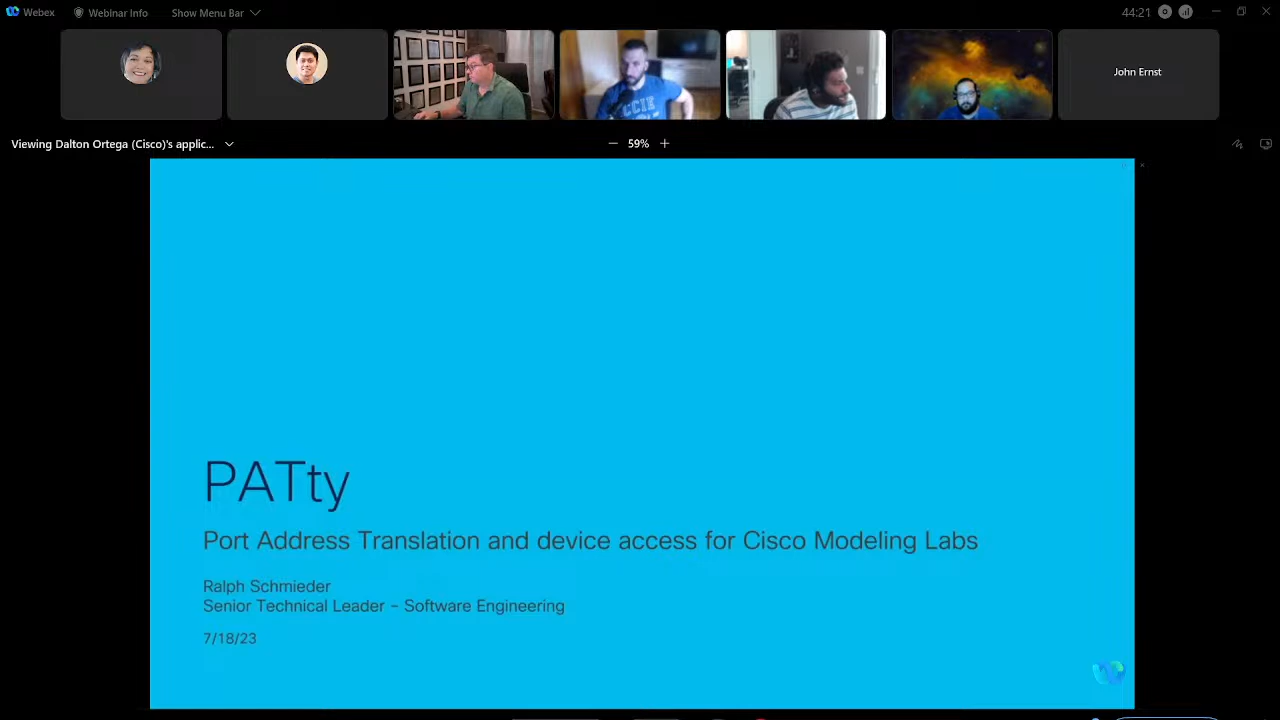 Webex
Webinar Info
Show Menu Bar
44:21
CCIE
John Ernst
Viewing Dalton Ortega (Cisco)'s applic...
59%
PATty
Port Address Translation and device access for Cisco Modeling Labs
Ralph Schmieder
Senior Technical Leader – Software Engineering
7/18/23